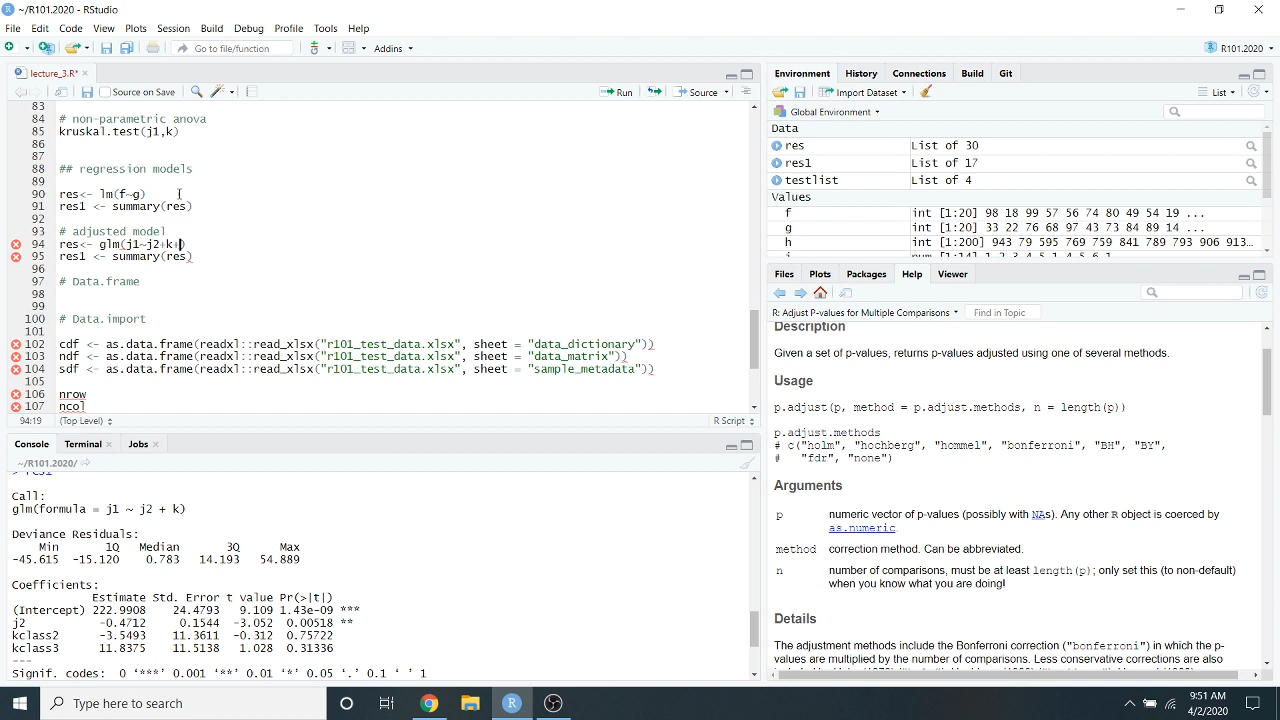 ~/R101.2020 - RStudio
File Edit Code View Plots Session Build Debug Profile Tools Help
Go to file/function Addins R101.2020
lecture_3.R*
Source on Save Run Source
83
84 # non-parametric anova
85 kruskal.test(j1,k)
86
87
88 ## regression models
89
90 res<- lm(f~g)
91 res1 <- summary(res)
92
93 # adjusted model
94 res<- glm(j1~j2+k+)
95 res1 <- summary(res)
96
97 # Data.frame
98
99
100 # Data.import
101
102 cdf <- as.data.frame(readxl::read_xlsx("r101_test_data.xlsx", sheet = "data_dictionary"))
103 ndf <- as.data.frame(readxl::read_xlsx("r101_test_data.xlsx", sheet = "data_matrix"))
104 sdf <- as.data.frame(readxl::read_xlsx("r101_test_data.xlsx", sheet = "sample_metadata"))
105
106 nrow
107 ncol
94:19 (Top Level) R Script
Console Terminal Jobs
~/R101.2020/
Call:
glm(formula = j1 ~ j2 + k)
Deviance Residuals:
Min 1Q Median 3Q Max
-45.615 -15.120 0.783 14.193 54.889
Coefficients:
Estimate Std. Error t value Pr(>|t|)
(Intercept) 222.9908 24.4793 9.109 1.43e-09 ***
j2 -0.4712 0.1544 -3.052 0.00518 **
kclass2 -3.5493 11.3611 -0.312 0.75722
kclass3 11.8375 11.5138 1.028 0.31336
---
Signif. codes: 0 ‘***’ 0.001 ‘**’ 0.01 ‘*’ 0.05 ‘.’ 0.1 ‘ ’ 1
Environment History Connections Build Git
Import Dataset List
Global Environment
Data
res List of 30
res1 List of 17
testlist List of 4
Values
f int [1:20] 98 18 99 57 56 74 80 49 54 19 ...
g int [1:20] 33 22 76 68 97 43 73 84 89 14 ...
h int [1:200] 943 79 595 769 759 841 789 793 906 913...
Files Plots Packages Help Viewer
R: Adjust P-values for Multiple Comparisons Find in Topic
Description
Given a set of p-values, returns p-values adjusted using one of several methods.
Usage
p.adjust(p, method = p.adjust.methods, n = length(p))
p.adjust.methods
# c("holm", "hochberg", "hommel", "bonferroni", "BH", "BY",
# "fdr", "none")
Arguments
p numeric vector of p-values (possibly with NAs). Any other R object is coerced by
as.numeric.
method correction method. Can be abbreviated.
n number of comparisons, must be at least length(p); only set this (to non-default)
when you know what you are doing!
Details
The adjustment methods include the Bonferroni correction ("bonferroni") in which the p-
values are multiplied by the number of comparisons. Less conservative corrections are also
Type here to search
9:51 AM
4/2/2020